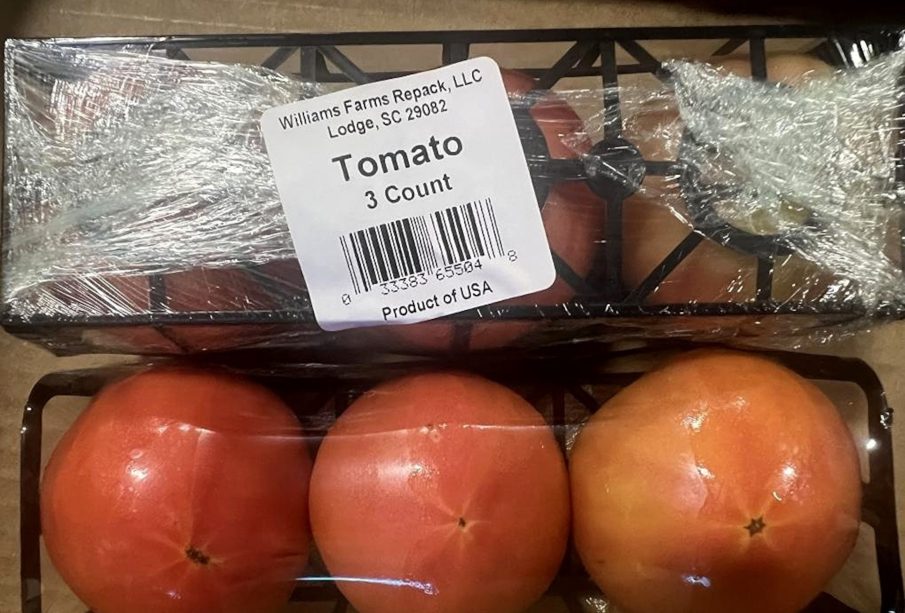 Williams Farms Repack, LLC
Lodge, SC 29082
Tomato
3 Count
0 33383 65504 8
Product of USA